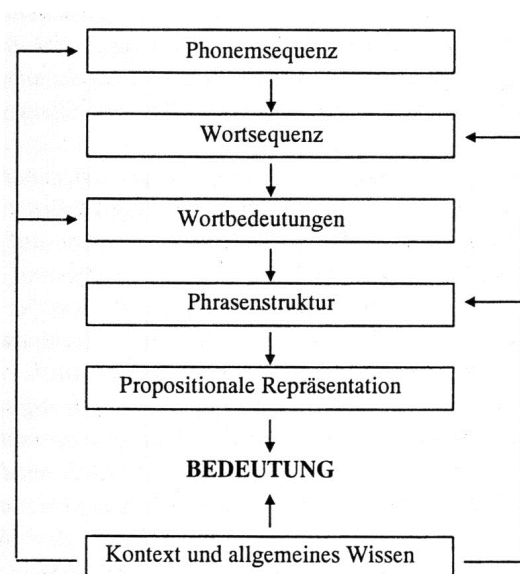 Phonemsequenz
Wortsequenz
Wortbedeutungen
Phrasenstruktur
Propositionale Repräsentation
BEDEUTUNG
Kontext und allgemeines Wissen